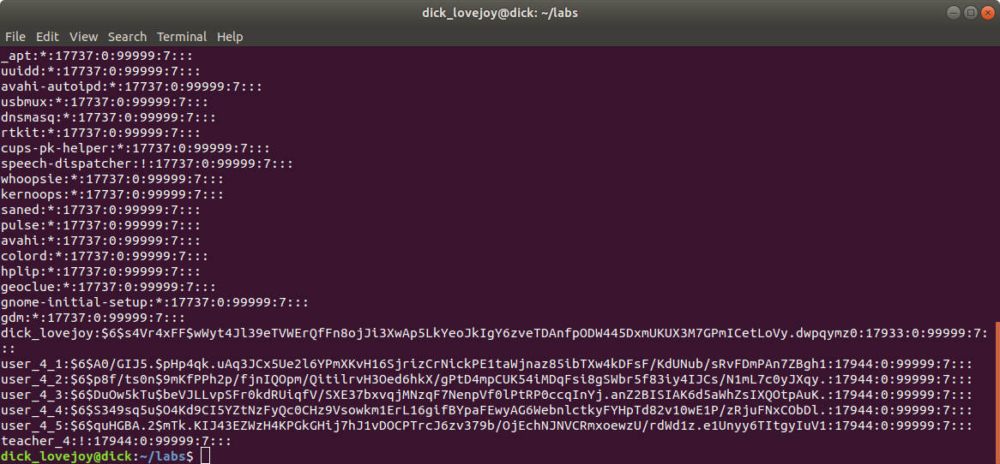 dick_lovejoy@dick: ~/labs
File Edit View Search Terminal Help
_apt:*:17737:0:99999:7:::
uuidd:*:17737:0:99999:7:::
avahi-autoipd:*:17737:0:99999:7:::
usbmux:*:17737:0:99999:7:::
dnsmasq:*:17737:0:99999:7:::
rtkit:*:17737:0:99999:7:::
cups-pk-helper:*:17737:0:99999:7:::
speech-dispatcher:!:17737:0:99999:7:::
whoopsie:*:17737:0:99999:7:::
kernoops:*:17737:0:99999:7:::
saned:*:17737:0:99999:7:::
pulse:*:17737:0:99999:7:::
avahi:*:17737:0:99999:7:::
colord:*:17737:0:99999:7:::
hplip:*:17737:0:99999:7:::
geoclue:*:17737:0:99999:7:::
gnome-initial-setup:*:17737:0:99999:7:::
gdm:*:17737:0:99999:7:::
dick_lovejoy:$6$s4Vr4xFF$wWyt4Jl39eTVWErQfFn8ojJi3XwAp5LkYeoJkIgY6zveTDAnfpODW445DxmUKUX3M7GPmICetLoVy.dwpqymz0:17933:0:99999:7:
::
user_4_1:$6$A0/GIJ5.$pHp4qk.uAq3JCx5Ue2l6YPmXKvH16SjrizCrNickPE1taWjnaz85ibTXw4kDFsF/KdUNub/sRvFDmPAn7ZBgh1:17944:0:99999:7:::
user_4_2:$6$p8f/ts0n$9mKfPPh2p/fjnIQOpm/QitilrvH3Oed6hkX/gPtD4mpCUK54iMDqFsi8gSWbr5f83iy4IJCs/N1mL7c0yJXqy.:17944:0:99999:7:::
user_4_3:$6$DuOw5kTu$beVJLLvpSFr0kdRUiqfV/SXE37bxvqjMNzqF7NenpVf0lPtRP0ccqInYj.anZ2BISIAK6d5aWhZsIXQOtpAuK.:17944:0:99999:7:::
user_4_4:$6$S349sq5u$O4Kd9CI5YZtNzFyQc0CHz9Vsowkm1ErL16gifBYpaFEwyAG6WebnlctkyFYHpTd82v10wE1P/zRjuFNxCObDl.:17944:0:99999:7:::
user_4_5:$6$quHGBA.2$mTk.KIJ43EZWzH4KPGkGHij7hJ1vDOCPTrcJ6zv379b/OjEchNJNVCRmxoewzU/rdWd1z.e1Unyy6TItgyIuV1:17944:0:99999:7:::
teacher_4:!:17944:0:99999:7:::
dick_lovejoy@dick:~/labs$